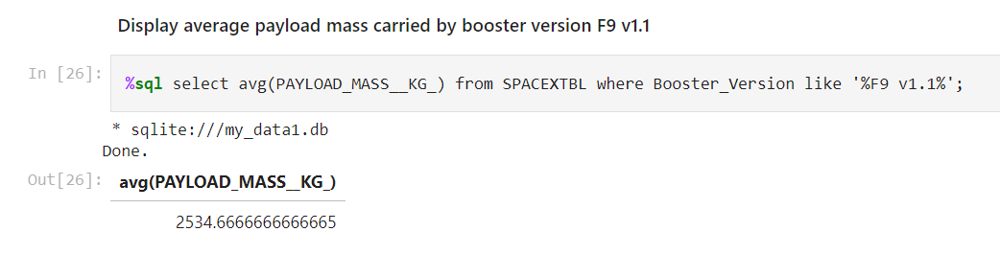 Display average payload mass carried by booster version F9 v1.1
In [26]: %sql select avg(PAYLOAD_MASS__KG_) from SPACEXTBL where Booster_Version like '%F9 v1.1%';
* sqlite:///my_data1.db
Done.
Out[26]: avg(PAYLOAD_MASS__KG_)
2534.6666666666665